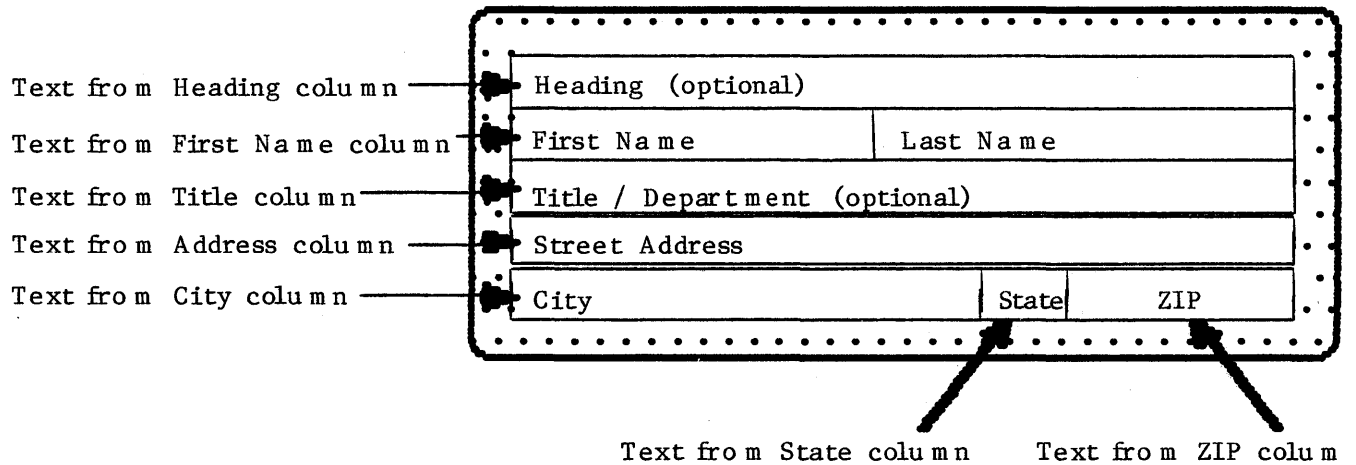 Text from Heading column Heading (optional)
Text from First Name column First Name Last Name
Text from Title column Title / Department (optional)
Text from Address column Street Address
Text from City column City State ZIP
Text from State column Text from ZIP colum